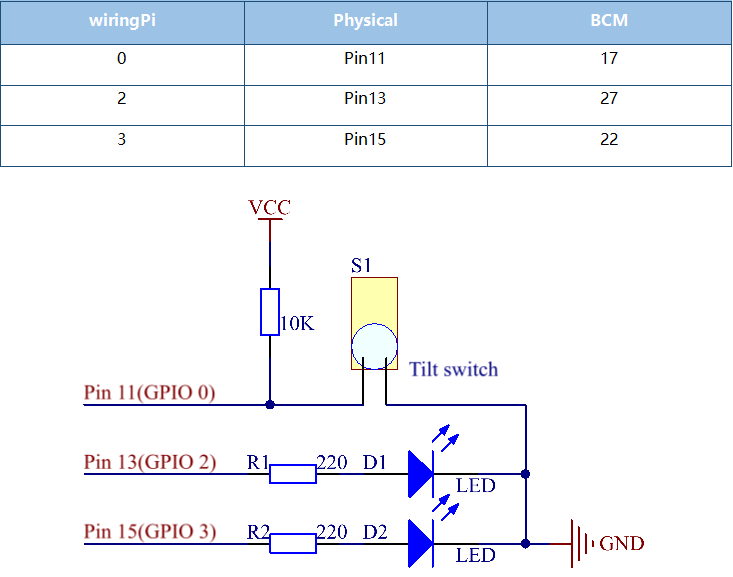 wiringPi Physical BCM
0 Pin11 17
2 Pin13 27
3 Pin15 22
VCC
S1
10K
Tilt switch
Pin 11(GPIO 0)
Pin 13(GPIO 2) R1 220 D1
LED
Pin 15(GPIO 3) R2 220 D2
GND
LED